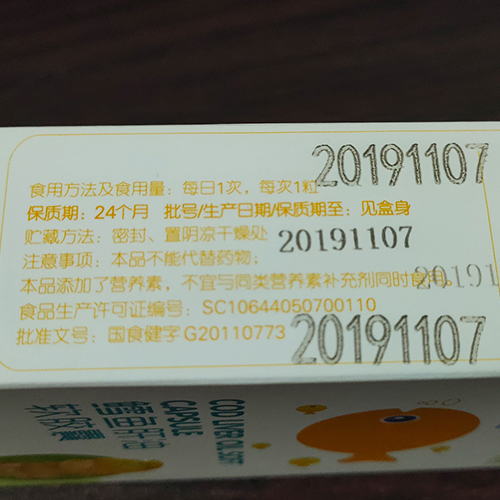 20191107
食用方法及食用量：每日1次，每次1粒
保质期：24个月 批号/生产日期/保质期至：见盒身
贮藏方法：密封、置阴凉干燥处
20191107
注意事项：本品不能代替药物；
20191
本品添加了营养素，不宜与同类营养素补充剂同时食用。
食品生产许可证编号：SC10644050700110
批准文号：国食健字G20110773
20191107
COD LIVER OIL SOFT
CAPSULE
鳕鱼肝油
软胶囊